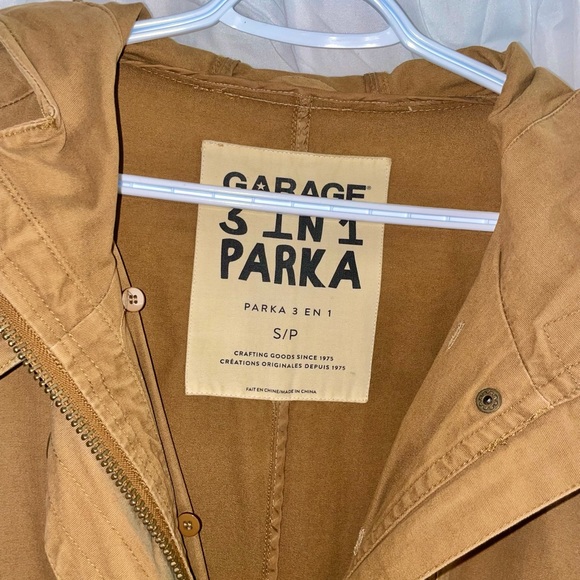 GARAGE®
3 IN 1
PARKA
PARKA 3 EN 1
S/P
CRAFTING GOODS SINCE 1975
CRÉATIONS ORIGINALES DEPUIS 1975
FAIT EN CHINE/MADE IN CHINA